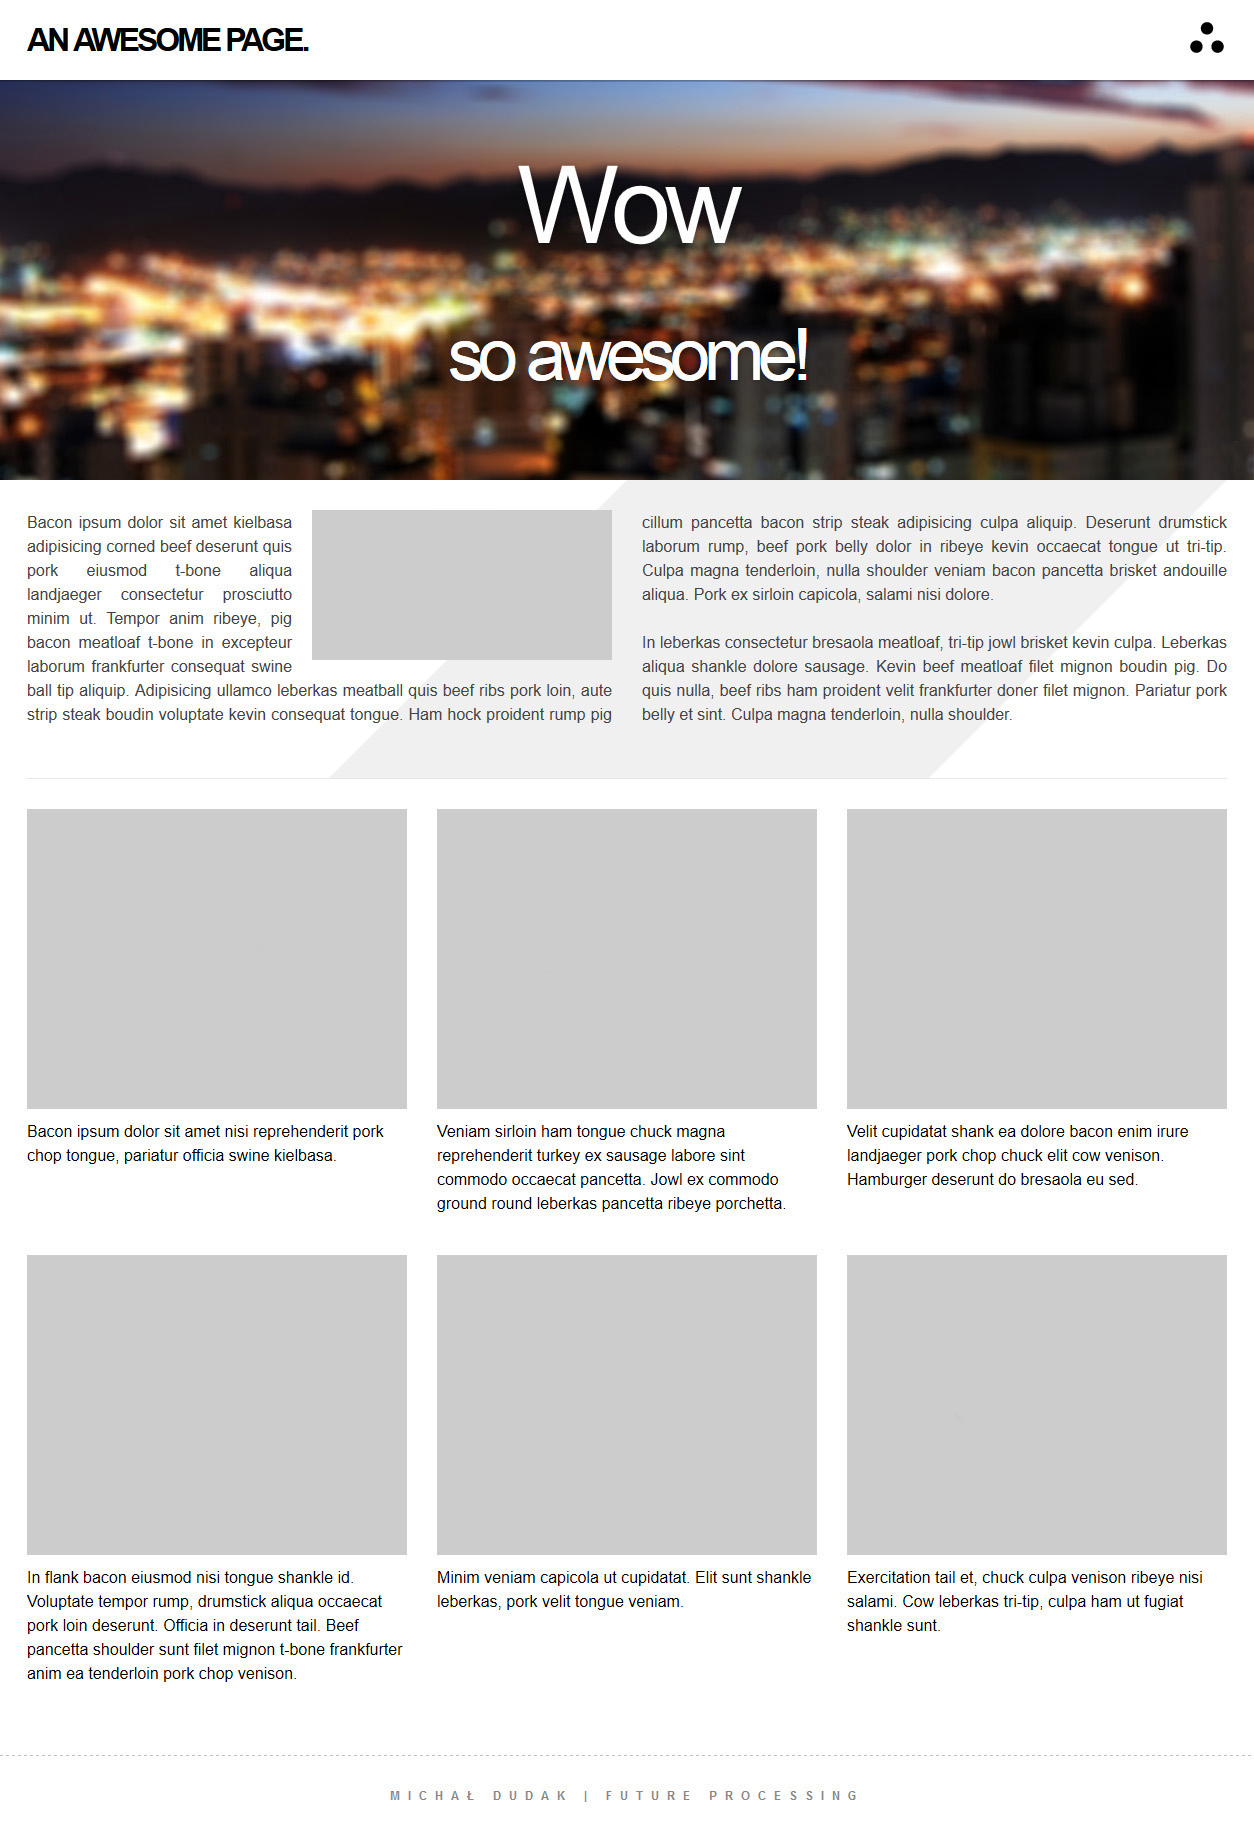 AN AWESOME PAGE.
Wow
so awesome!
Bacon ipsum dolor sit amet kielbasa
adipisicing corned beef deserunt quis
pork eiusmod t-bone aliqua
landjaeger consectetur prosciutto
minim ut. Tempor anim ribeye, pig
bacon meatloaf t-bone in excepteur
laborum frankfurter consequat swine
ball tip aliquip. Adipisicing ullamco leberkas meatball quis beef ribs pork loin, aute
strip steak boudin voluptate kevin consequat tongue. Ham hock proident rump pig
cillum pancetta bacon strip steak adipisicing culpa aliquip. Deserunt drumstick
laborum rump, beef pork belly dolor in ribeye kevin occaecat tongue ut tri-tip.
Culpa magna tenderloin, nulla shoulder veniam bacon pancetta brisket andouille
aliqua. Pork ex sirloin capicola, salami nisi dolore.
In leberkas consectetur bresaola meatloaf, tri-tip jowl brisket kevin culpa. Leberkas
aliqua shankle dolore sausage. Kevin beef meatloaf filet mignon boudin pig. Do
quis nulla, beef ribs ham proident velit frankfurter doner filet mignon. Pariatur pork
belly et sint. Culpa magna tenderloin, nulla shoulder.
Bacon ipsum dolor sit amet nisi reprehenderit pork
chop tongue, pariatur officia swine kielbasa.
Veniam sirloin ham tongue chuck magna
reprehenderit turkey ex sausage labore sint
commodo occaecat pancetta. Jowl ex commodo
ground round leberkas pancetta ribeye porchetta.
Velit cupidatat shank ea dolore bacon enim irure
landjaeger pork chop chuck elit cow venison.
Hamburger deserunt do bresaola eu sed.
In flank bacon eiusmod nisi tongue shankle id.
Voluptate tempor rump, drumstick aliqua occaecat
pork loin deserunt. Officia in deserunt tail. Beef
pancetta shoulder sunt filet mignon t-bone frankfurter
anim ea tenderloin pork chop venison.
Minim veniam capicola ut cupidatat. Elit sunt shankle
leberkas, pork velit tongue veniam.
Exercitation tail et, chuck culpa venison ribeye nisi
salami. Cow leberkas tri-tip, culpa ham ut fugiat
shankle sunt.
MICHAŁ DUDAK | FUTURE PROCESSING